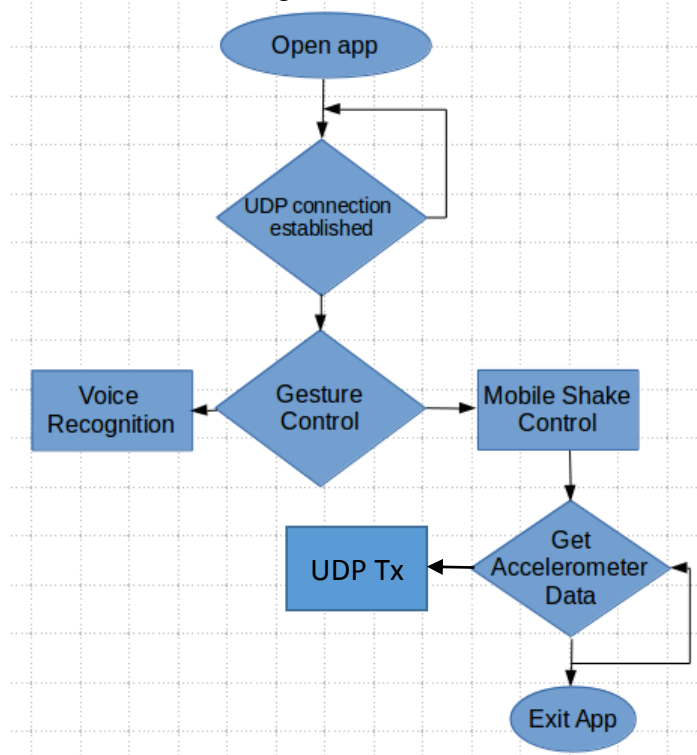 Open app
UDP connection
established
Gesture
Control
Voice
Recognition
Mobile Shake
Control
Get
Accelerometer
Data
UDP Tx
Exit App